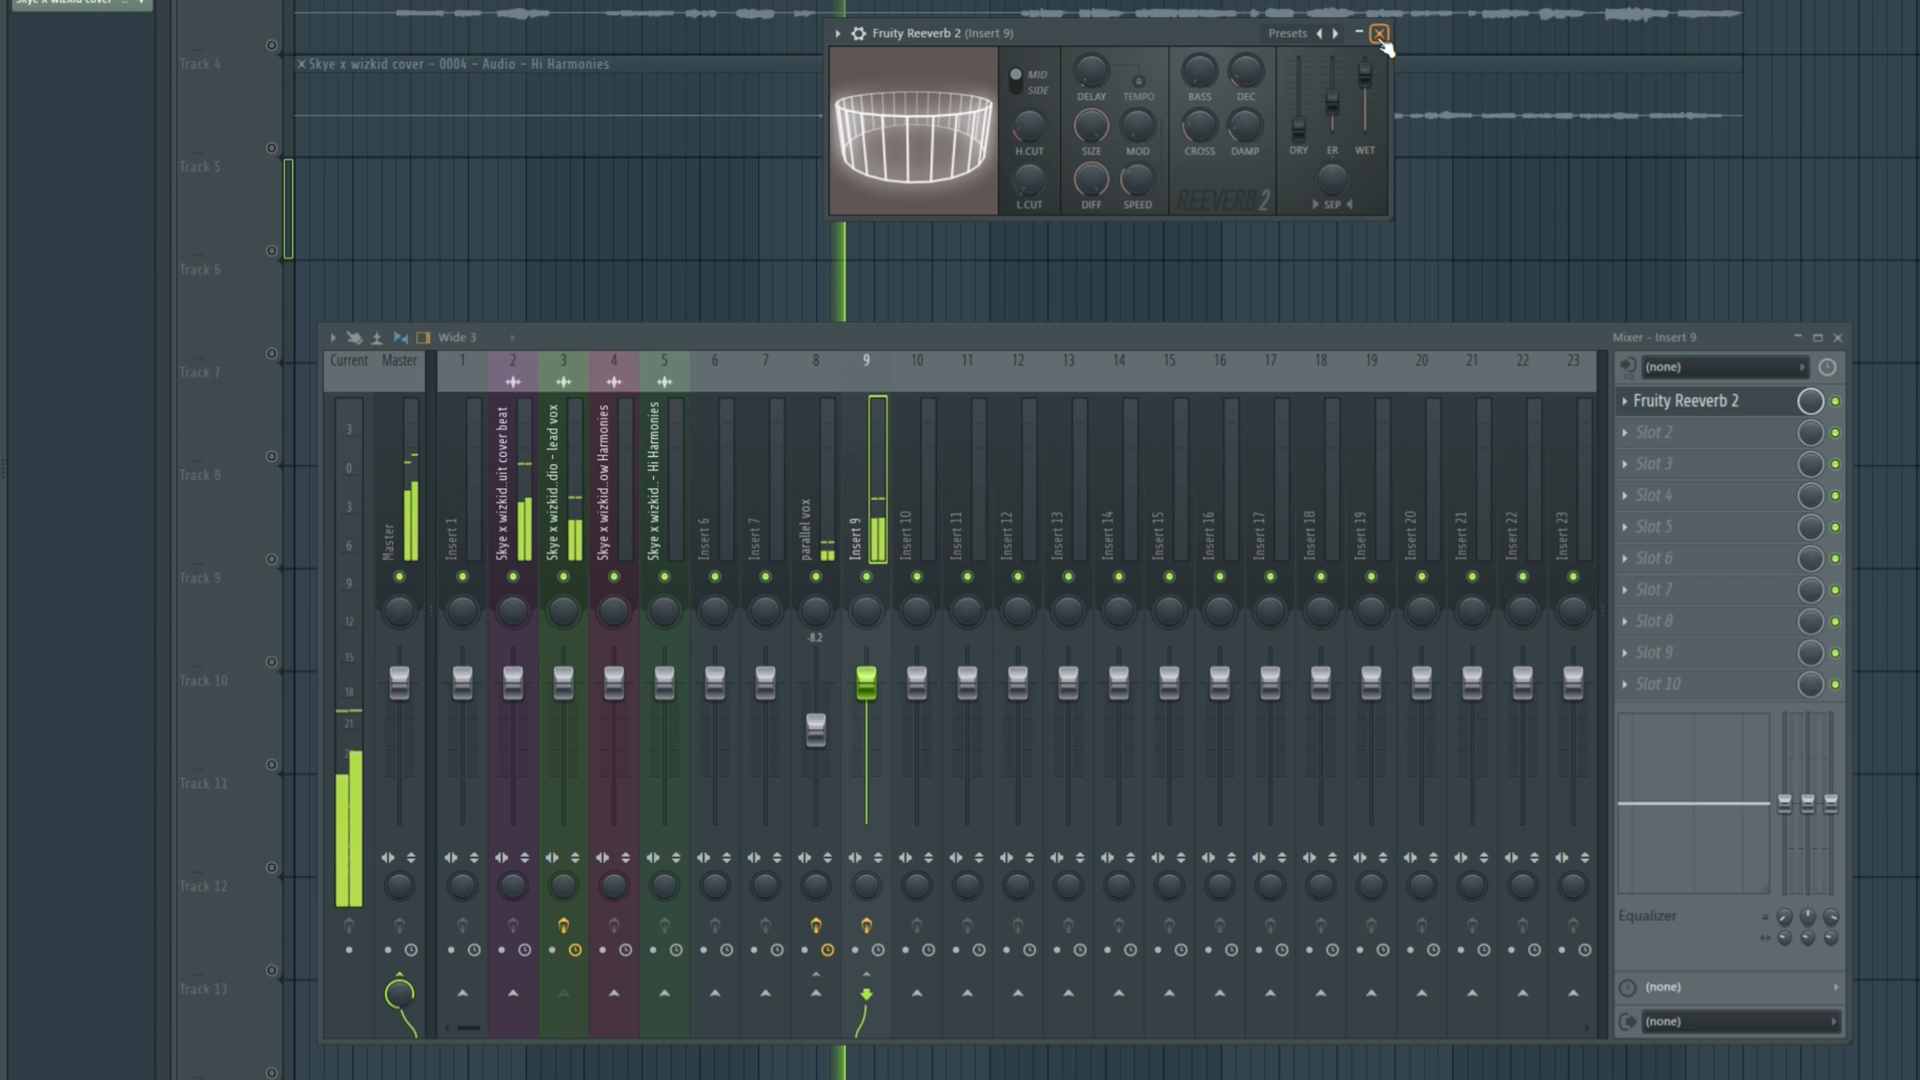 Skye x wizkid cover
Track 4
Skye x wizkid cover - 0004 - Audio - Hi Harmonies
Track 5
Track 6
Track 7
Track 8
Track 9
Track 10
Track 11
Track 12
Track 13
Fruity Reeverb 2 (Insert 9)
Presets
MID
SIDE
H.CUT
L.CUT
DELAY
TEMPO
SIZE
MOD
DIFF
SPEED
BASS
DEC
CROSS
DAMP
REEVERB 2
DRY
ER
WET
SEP
Wide 3
Mixer - Insert 9
Current Master 1 2 3 4 5 6 7 8 9 10 11 12 13 14 15 16 17 18 19 20 21 22 23
3
0
3
6
9
12
15
18
21
Master
Insert 1
Skye x wizkid..uit cover beat
Skye x wizkid..dio - lead vox
Skye x wizkid..ow Harmonies
Skye x wizkid..- Hi Harmonies
Insert 6
Insert 7
parallel vox
Insert 9
Insert 10
Insert 11
Insert 12
Insert 13
Insert 14
Insert 15
Insert 16
Insert 17
Insert 18
Insert 19
Insert 20
Insert 21
Insert 22
Insert 23
-8.2
(none)
Fruity Reeverb 2
Slot 2
Slot 3
Slot 4
Slot 5
Slot 6
Slot 7
Slot 8
Slot 9
Slot 10
Equalizer
(none)
(none)